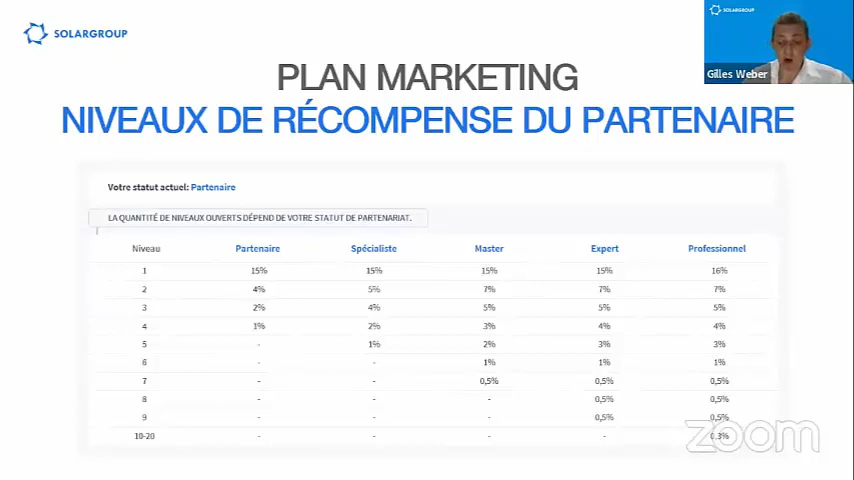 SOLARGROUP
SOLARGROUP
Gilles Weber
PLAN MARKETING
NIVEAUX DE RÉCOMPENSE DU PARTENAIRE
Votre statut actuel: Partenaire
LA QUANTITÉ DE NIVEAUX OUVERTS DÉPEND DE VOTRE STATUT DE PARTENARIAT.
Niveau Partenaire Spécialiste Master Expert Professionnel
1 15% 15% 15% 15% 16%
2 4% 5% 7% 7% 7%
3 2% 4% 5% 5% 5%
4 1% 2% 3% 4% 4%
5 - 1% 2% 3% 3%
6 - - 1% 1% 1%
7 - - 0,5% 0,5% 0,5%
8 - - - 0,5% 0,5%
9 - - - 0,5% 0,5%
10-20 - - - - 0,3%
zoom